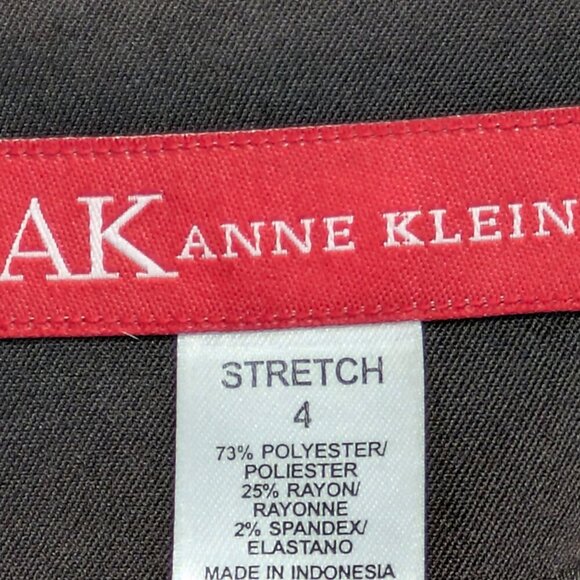 AK ANNE KLEIN
STRETCH
4
73% POLYESTER/
POLIESTER
25% RAYON/
RAYONNE
2% SPANDEX/
ELASTANO
MADE IN INDONESIA